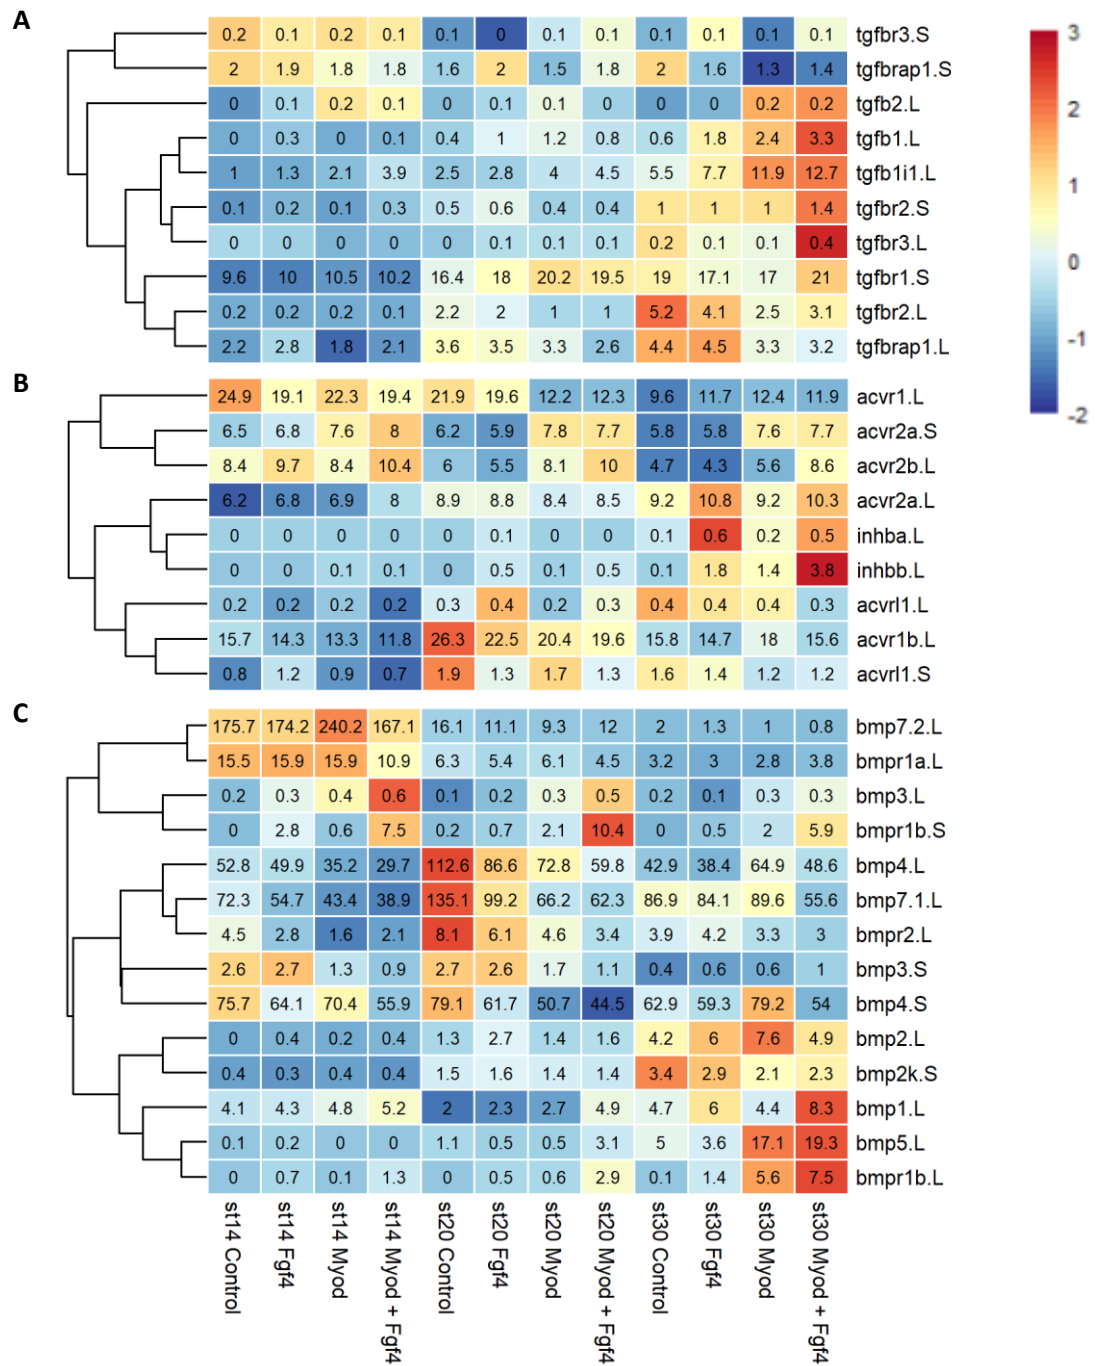 A
0.2 0.1 0.2 0.1 0.1 0 0.1 0.1 0.1 0.1 0.1 0.1 tgfbr3.S
2 1.9 1.8 1.8 1.6 2 1.5 1.8 2 1.6 1.3 1.4 tgfbrap1.S
0 0.1 0.2 0.1 0 0.1 0.1 0 0 0 0.2 0.2 tgfb2.L
0 0.3 0 0.1 0.4 1 1.2 0.8 0.6 1.8 2.4 3.3 tgfb1.L
1 1.3 2.1 3.9 2.5 2.8 4 4.5 5.5 7.7 11.9 12.7 tgfb1i1.L
0.1 0.2 0.1 0.3 0.5 0.6 0.4 0.4 1 1 1 1.4 tgfbr2.S
0 0 0 0 0 0.1 0.1 0.1 0.2 0.1 0.1 0.4 tgfbr3.L
9.6 10 10.5 10.2 16.4 18 20.2 19.5 19 17.1 17 21 tgfbr1.S
0.2 0.2 0.2 0.1 2.2 2 1 1 5.2 4.1 2.5 3.1 tgfbr2.L
2.2 2.8 1.8 2.1 3.6 3.5 3.3 2.6 4.4 4.5 3.3 3.2 tgfbrap1.L
3
2
1
0
-1
-2
B
24.9 19.1 22.3 19.4 21.9 19.6 12.2 12.3 9.6 11.7 12.4 11.9 acvr1.L
6.5 6.8 7.6 8 6.2 5.9 7.8 7.7 5.8 5.8 7.6 7.7 acvr2a.S
8.4 9.7 8.4 10.4 6 5.5 8.1 10 4.7 4.3 5.6 8.6 acvr2b.L
6.2 6.8 6.9 8 8.9 8.8 8.4 8.5 9.2 10.8 9.2 10.3 acvr2a.L
0 0 0 0 0 0.1 0 0 0.1 0.6 0.2 0.5 inhba.L
0 0 0.1 0.1 0 0.5 0.1 0.5 0.1 1.8 1.4 3.8 inhbb.L
0.2 0.2 0.2 0.2 0.3 0.4 0.2 0.3 0.4 0.4 0.4 0.3 acvrl1.L
15.7 14.3 13.3 11.8 26.3 22.5 20.4 19.6 15.8 14.7 18 15.6 acvr1b.L
0.8 1.2 0.9 0.7 1.9 1.3 1.7 1.3 1.6 1.4 1.2 1.2 acvrl1.S
C
175.7 174.2 240.2 167.1 16.1 11.1 9.3 12 2 1.3 1 0.8 bmp7.2.L
15.5 15.9 15.9 10.9 6.3 5.4 6.1 4.5 3.2 3 2.8 3.8 bmpr1a.L
0.2 0.3 0.4 0.6 0.1 0.2 0.3 0.5 0.2 0.1 0.3 0.3 bmp3.L
0 2.8 0.6 7.5 0.2 0.7 2.1 10.4 0 0.5 2 5.9 bmpr1b.S
52.8 49.9 35.2 29.7 112.6 86.6 72.8 59.8 42.9 38.4 64.9 48.6 bmp4.L
72.3 54.7 43.4 38.9 135.1 99.2 66.2 62.3 86.9 84.1 89.6 55.6 bmp7.1.L
4.5 2.8 1.6 2.1 8.1 6.1 4.6 3.4 3.9 4.2 3.3 3 bmpr2.L
2.6 2.7 1.3 0.9 2.7 2.6 1.7 1.1 0.4 0.6 0.6 1 bmp3.S
75.7 64.1 70.4 55.9 79.1 61.7 50.7 44.5 62.9 59.3 79.2 54 bmp4.S
0 0.4 0.2 0.4 1.3 2.7 1.4 1.6 4.2 6 7.6 4.9 bmp2.L
0.4 0.3 0.4 0.4 1.5 1.6 1.4 1.4 3.4 2.9 2.1 2.3 bmp2k.S
4.1 4.3 4.8 5.2 2 2.3 2.7 4.9 4.7 6 4.4 8.3 bmp1.L
0.1 0.2 0 0 1.1 0.5 0.5 3.1 5 3.6 17.1 19.3 bmp5.L
0 0.7 0.1 1.3 0 0.5 0.6 2.9 0.1 1.4 5.6 7.5 bmpr1b.L
st14 Control
st14 Fgf4
st14 Myod
st14 Myod + Fgf4
st20 Control
st20 Fgf4
st20 Myod
st20 Myod + Fgf4
st30 Control
st30 Fgf4
st30 Myod
st30 Myod + Fgf4